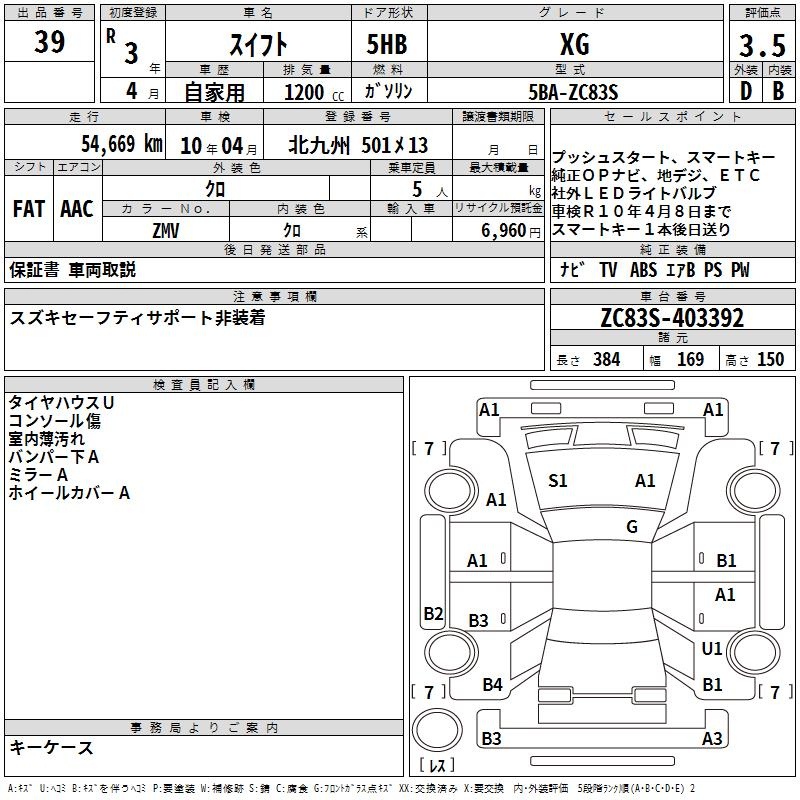 出品番号 初度登録 車名 ドア形状 グレード 評価点
39 R 3 年 スイフト 5HB XG 3.5
車歴 排気量 燃料 型式 外装 内装
4 月 自家用 1200 CC ガソリン 5BA-ZC83S D B
走行 車検 登録番号 譲渡書類期限 セールスポイント
54,669 km 10 年 04 月 北九州 501メ13 月 日
シフト エアコン 外装色 乗車定員 最大積載量
FAT AAC クロ 5 人 kg
カラーNo. 内装色 輸入車 リサイクル預託金
ZMV クロ 系 6,960 円
プッシュスタート、スマートキー
純正OPナビ、地デジ、ETC
社外LEDライトバルブ
車検R10年4月8日まで
スマートキー1本後日送り
後日発送部品 純正装備
保証書 車両取説 ナビ TV ABS エアB PS PW
注意事項欄 車台番号
スズキセーフティサポート非装着 ZC83S-403392
諸元
長さ 384 幅 169 高さ 150
検査員記入欄
タイヤハウスU
コンソール傷
室内薄汚れ
バンパー下A
ミラーA
ホイールカバーA
A1 A1
[ 7 ] [ 7 ]
S1 A1
A1
G
A1 B1
A1
B2 B3
U1
B4 B1
[ 7 ] [ 7 ]
B3 A3
[ レス ]
事務局よりご案内
キーケース
A:キズ U:ヘコミ B:キズを伴うヘコミ P:要塗装 W:補修跡 S:錆 C:腐食 G:フロントガラス点キズ XX:交換済み X:要交換 内・外装評価 5段階ランク順(A・B・C・D・E) 2